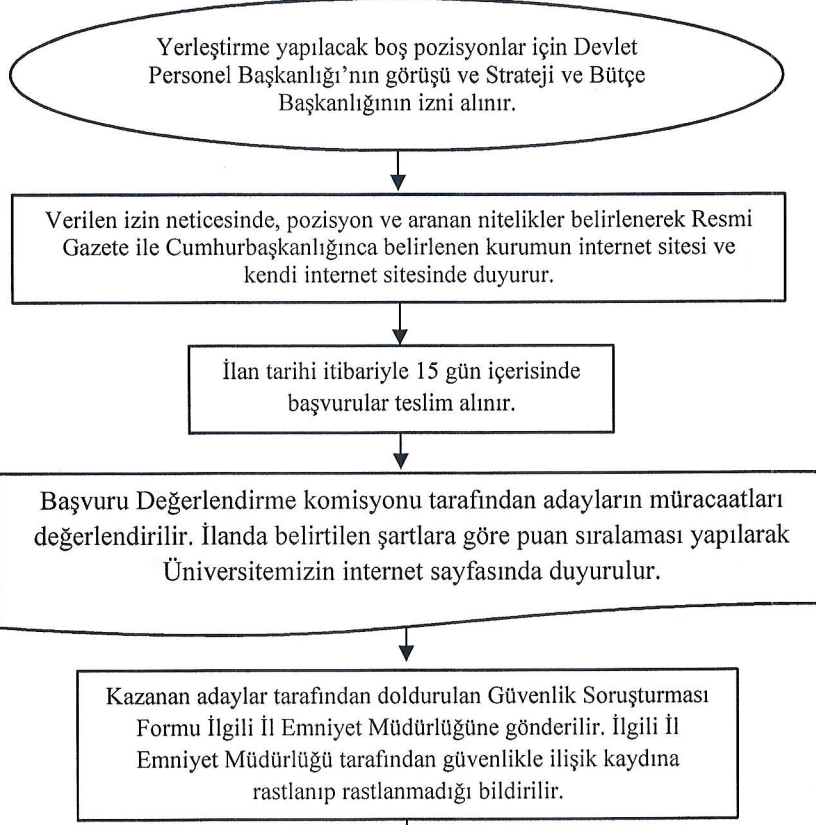 Yerleştirme yapılacak boş pozisyonlar için Devlet
Personel Başkanlığı’nın görüşü ve Strateji ve Bütçe
Başkanlığının izni alınır.
Verilen izin neticesinde, pozisyon ve aranan nitelikler belirlenerek Resmi
Gazete ile Cumhurbaşkanlığınca belirlenen kurumun internet sitesi ve
kendi internet sitesinde duyurur.
İlan tarihi itibariyle 15 gün içerisinde
başvurular teslim alınır.
Başvuru Değerlendirme komisyonu tarafından adayların müracaatları
değerlendirilir. İlanda belirtilen şartlara göre puan sıralaması yapılarak
Üniversitemizin internet sayfasında duyurulur.
Kazanan adaylar tarafından doldurulan Güvenlik Soruşturması
Formu İlgili İl Emniyet Müdürlüğüne gönderilir. İlgili İl
Emniyet Müdürlüğü tarafından güvenlikle ilişik kaydına
rastlanıp rastlanmadığı bildirilir.